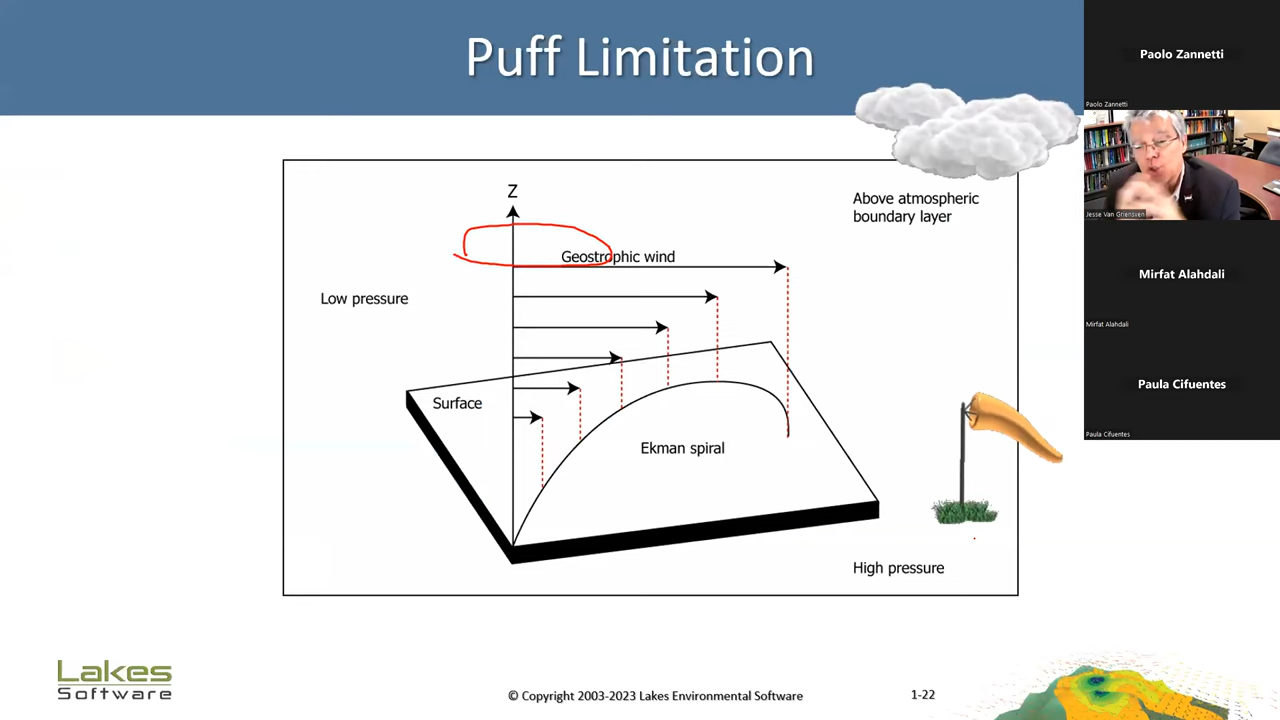 Puff Limitation
Z
Above atmospheric
boundary layer
Geostrophic wind
Low pressure
Surface
Ekman spiral
High pressure
Lakes
Software
© Copyright 2003-2023 Lakes Environmental Software
1-22
Paolo Zannetti
Paolo Zannetti
Jesse Van Griensven
Mirfat Alahdali
Mirfat Alahdali
Paula Cifuentes
Paula Cifuentes